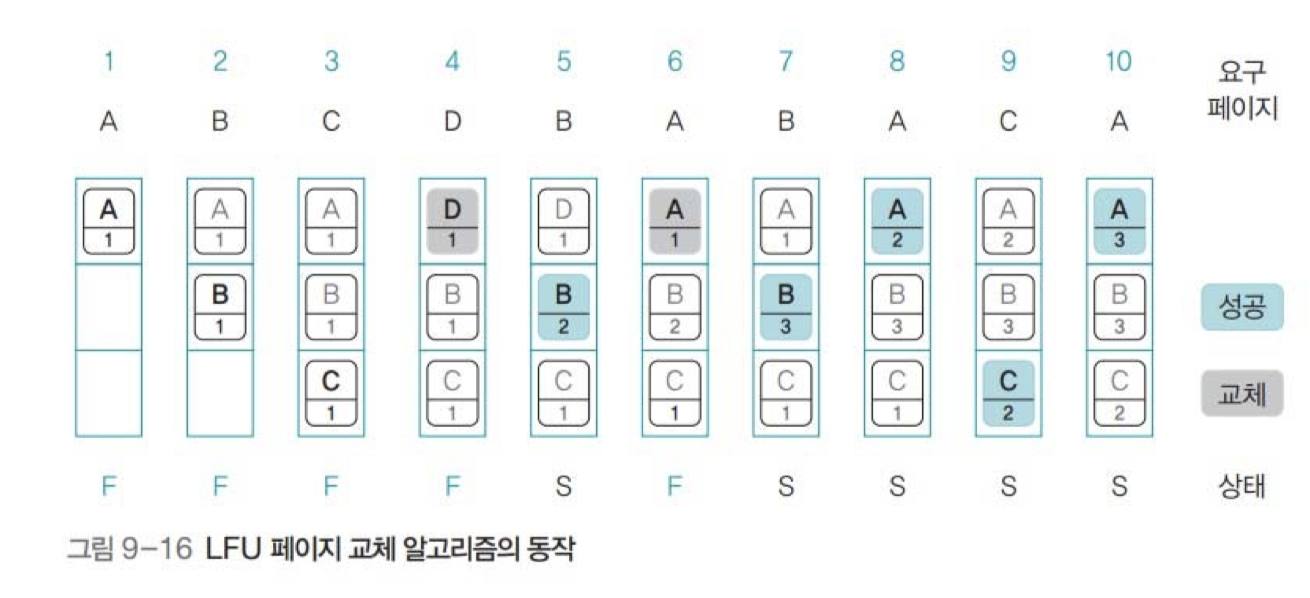 1 2 3 4 5 6 7 8 9 10 요구
페이지
A B C D B A B A C A
A A A D D A A A A A
1 1 1 1 1 1 1 2 2 3
B B B B B B B B B 성공
1 1 1 2 2 3 3 3 3
C C C C C C C C 교체
1 1 1 1 1 1 2 2
F F F F S F S S S S 상태
그림 9-16 LFU 페이지 교체 알고리즘의 동작